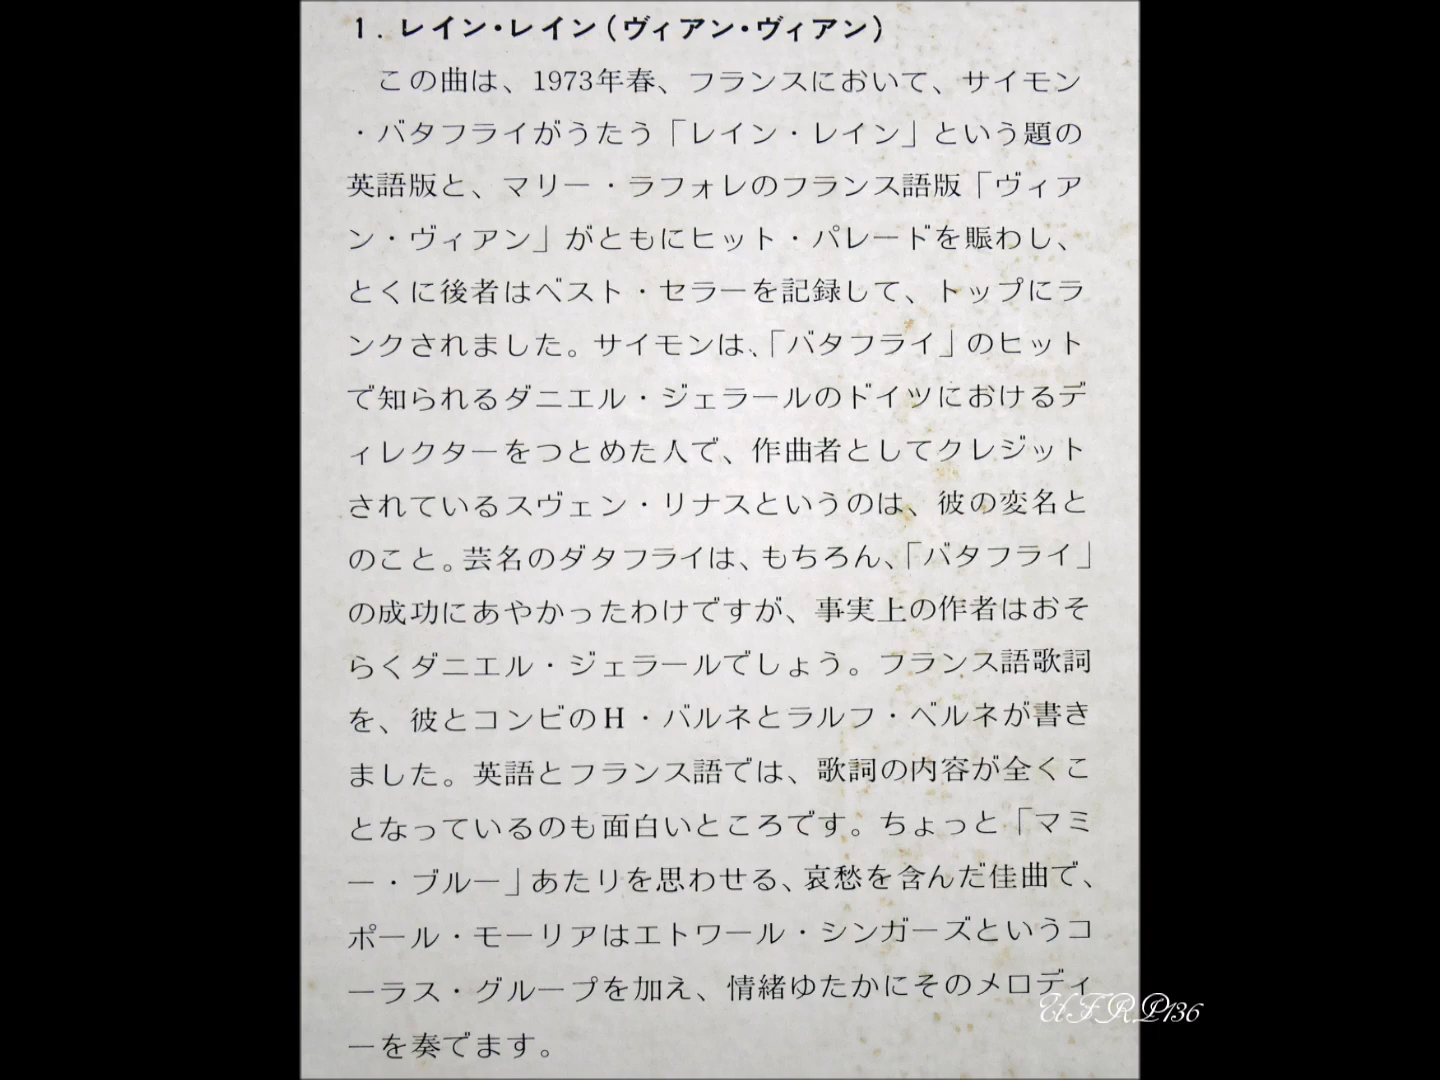 1．レイン・レイン（ヴィアン・ヴィアン）
この曲は、1973年春、フランスにおいて、サイモン
・バタフライがうたう「レイン・レイン」という題の
英語版と、マリー・ラフォレのフランス語版「ヴィア
ン・ヴィアン」がともにヒット・パレードを賑わし、
とくに後者はベスト・セラーを記録して、トップにラ
ンクされました。サイモンは、「バタフライ」のヒット
で知られるダニエル・ジェラールのドイツにおけるデ
ィレクターをつとめた人で、作曲者としてクレジット
されているスヴェン・リナスというのは、彼の変名と
のこと。芸名のダタフライは、もちろん、「バタフライ」
の成功にあやかったわけですが、事実上の作者はおそ
らくダニエル・ジェラールでしょう。フランス語歌詞
を、彼とコンビのH・バルネとラルフ・ベルネが書き
ました。英語とフランス語では、歌詞の内容が全くこ
となっているのも面白いところです。ちょっと「マミ
ー・ブルー」あたりを思わせる、哀愁を含んだ佳曲で、
ポール・モーリアはエトワール・シンガーズというコ
ーラス・グループを加え、情緒ゆたかにそのメロディ
ーを奏でます。
UFRP136